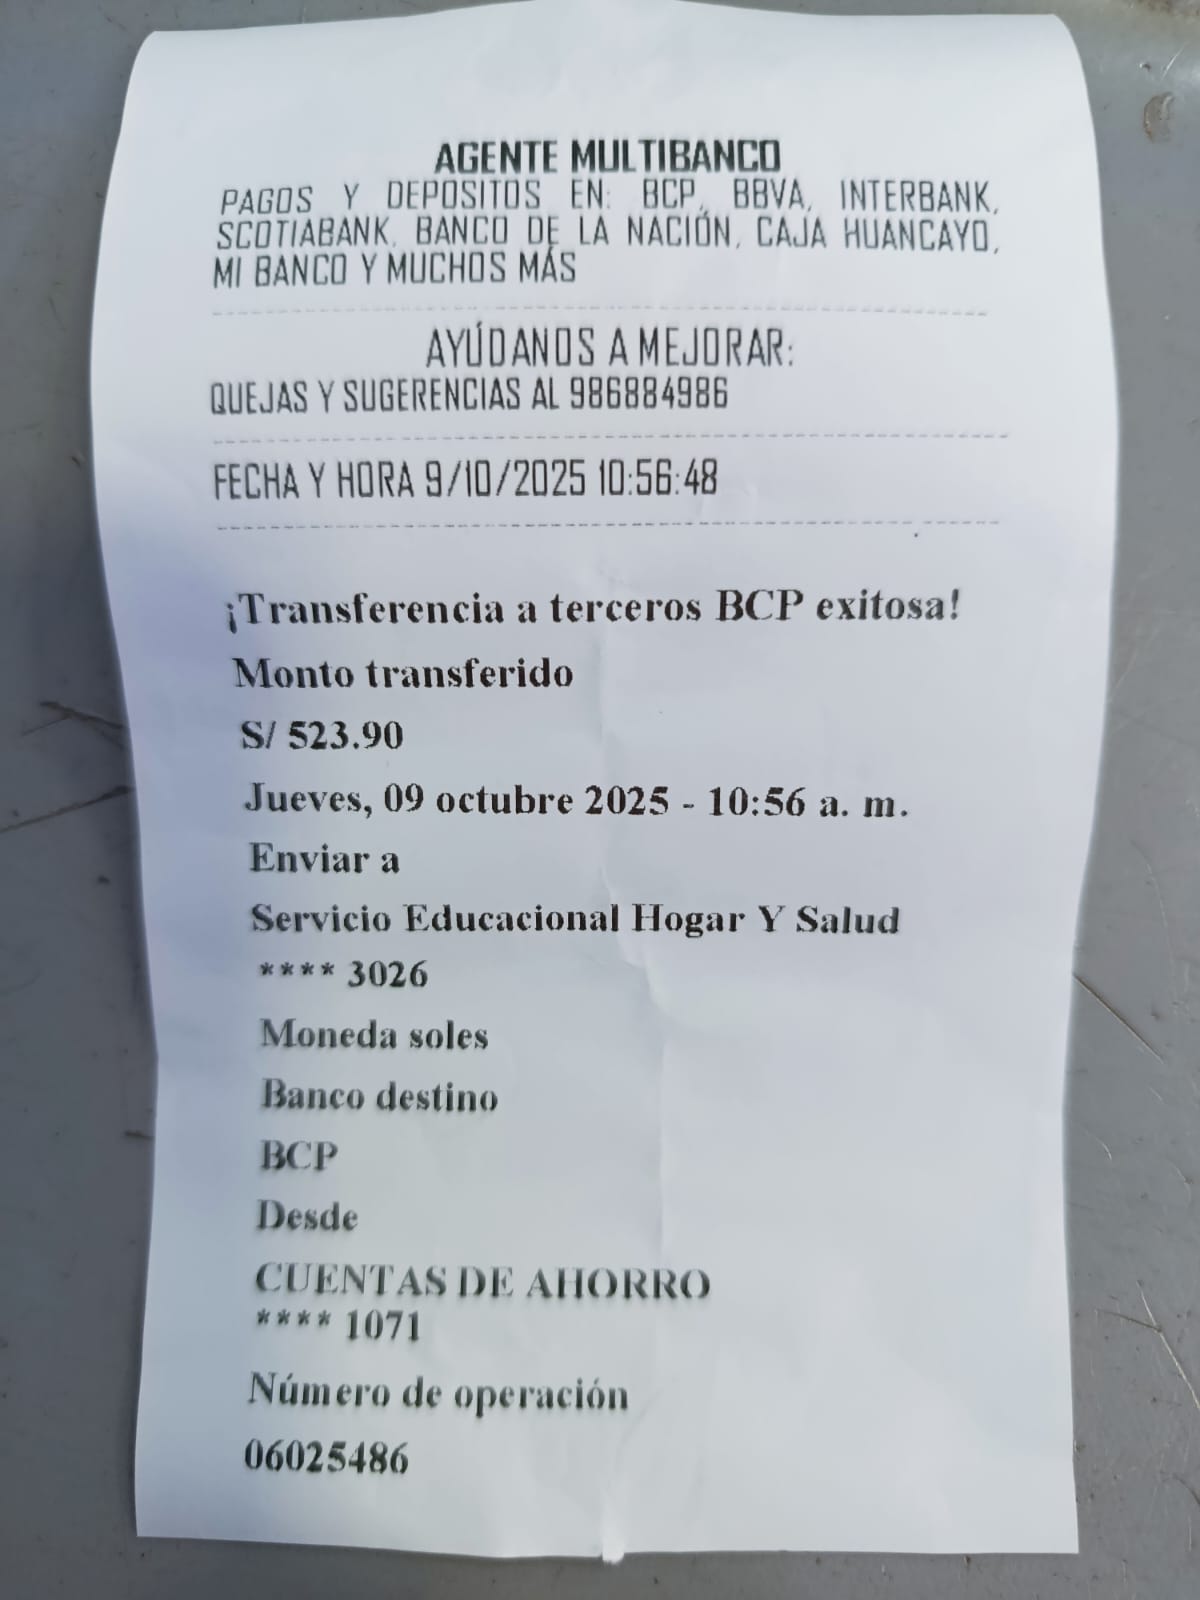 AGENTE MULTIBANCO
PAGOS Y DEPOSITOS EN: BCP, BBVA, INTERBANK,
SCOTIABANK, BANCO DE LA NACIÓN, CAJA HUANCAYO,
MI BANCO Y MUCHOS MÁS
AYÚDANOS A MEJORAR:
QUEJAS Y SUGERENCIAS AL 986884986
FECHA Y HORA 9/10/2025 10:56:48
¡Transferencia a terceros BCP exitosa!
Monto transferido
S/ 523.90
Jueves, 09 octubre 2025 - 10:56 a. m.
Enviar a
Servicio Educacional Hogar Y Salud
**** 3026
Moneda soles
Banco destino
BCP
Desde
CUENTAS DE AHORRO
**** 1071
Número de operación
06025486